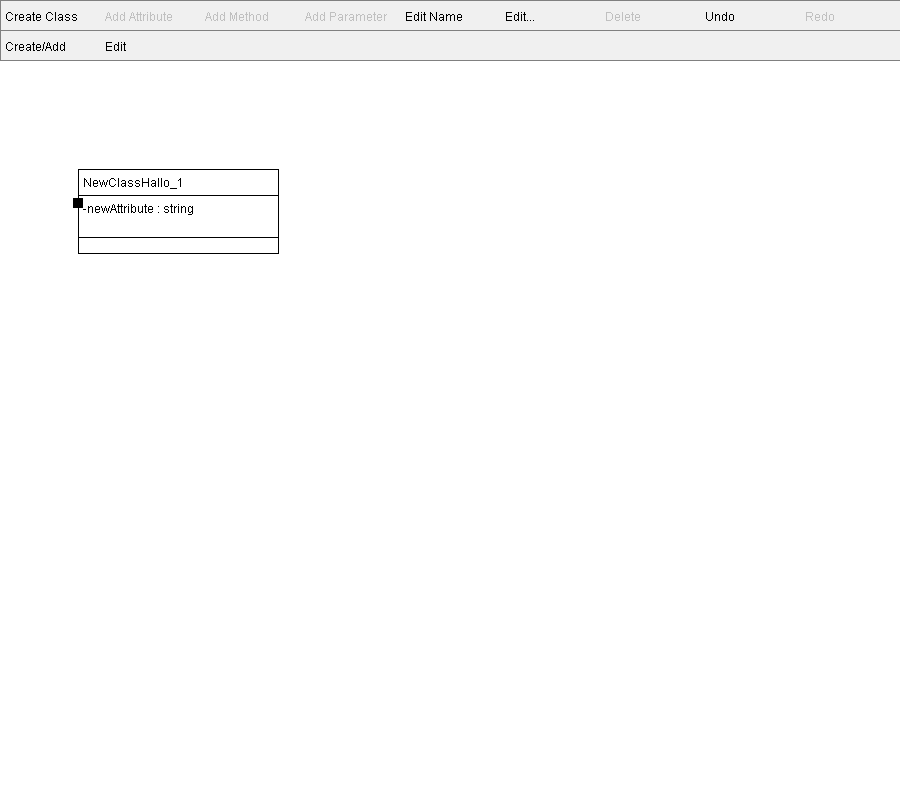 Create Class Add Attribute Add Method Add Parameter Edit Name Edit... Delete Undo Redo
Create/Add Edit
NewClassHallo_1
-newAttribute : string